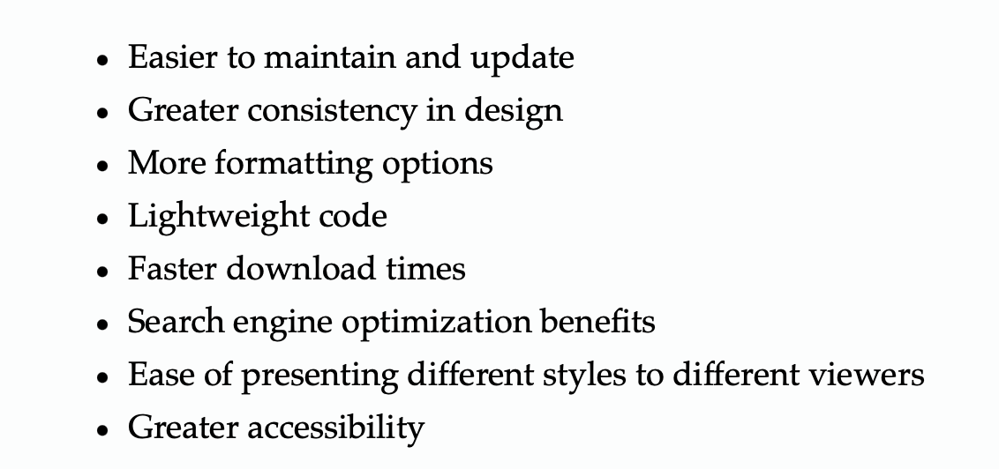 • Easier to maintain and update
• Greater consistency in design
• More formatting options
• Lightweight code
• Faster download times
• Search engine optimization benefits
• Ease of presenting different styles to different viewers
• Greater accessibility